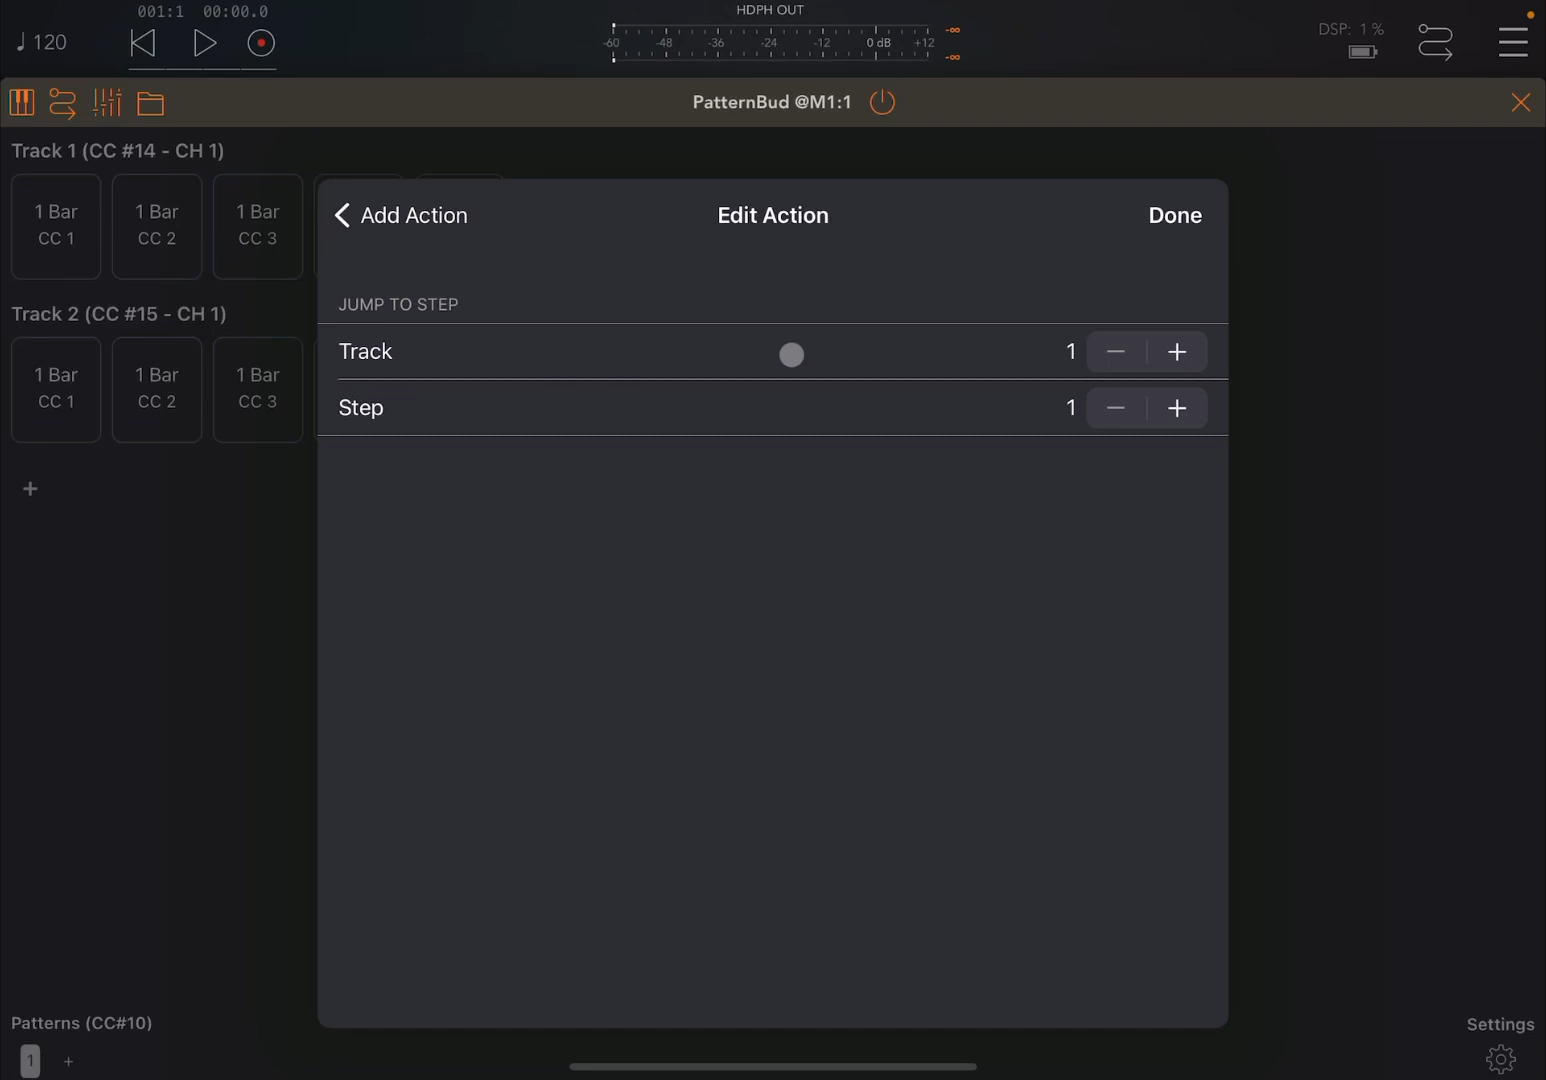 001:1 00:00.0
HDPH OUT
120
-60 -48 -36 -24 -12 0 dB +12
-∞
-∞
DSP: 1 %
PatternBud @M1:1
Track 1 (CC #14 - CH 1)
1 Bar
CC 1
1 Bar
CC 2
1 Bar
CC 3
Add Action
Edit Action
Done
JUMP TO STEP
Track 1 − +
Step 1 − +
Track 2 (CC #15 - CH 1)
1 Bar
CC 1
1 Bar
CC 2
1 Bar
CC 3
+
Patterns (CC#10)
1 +
Settings